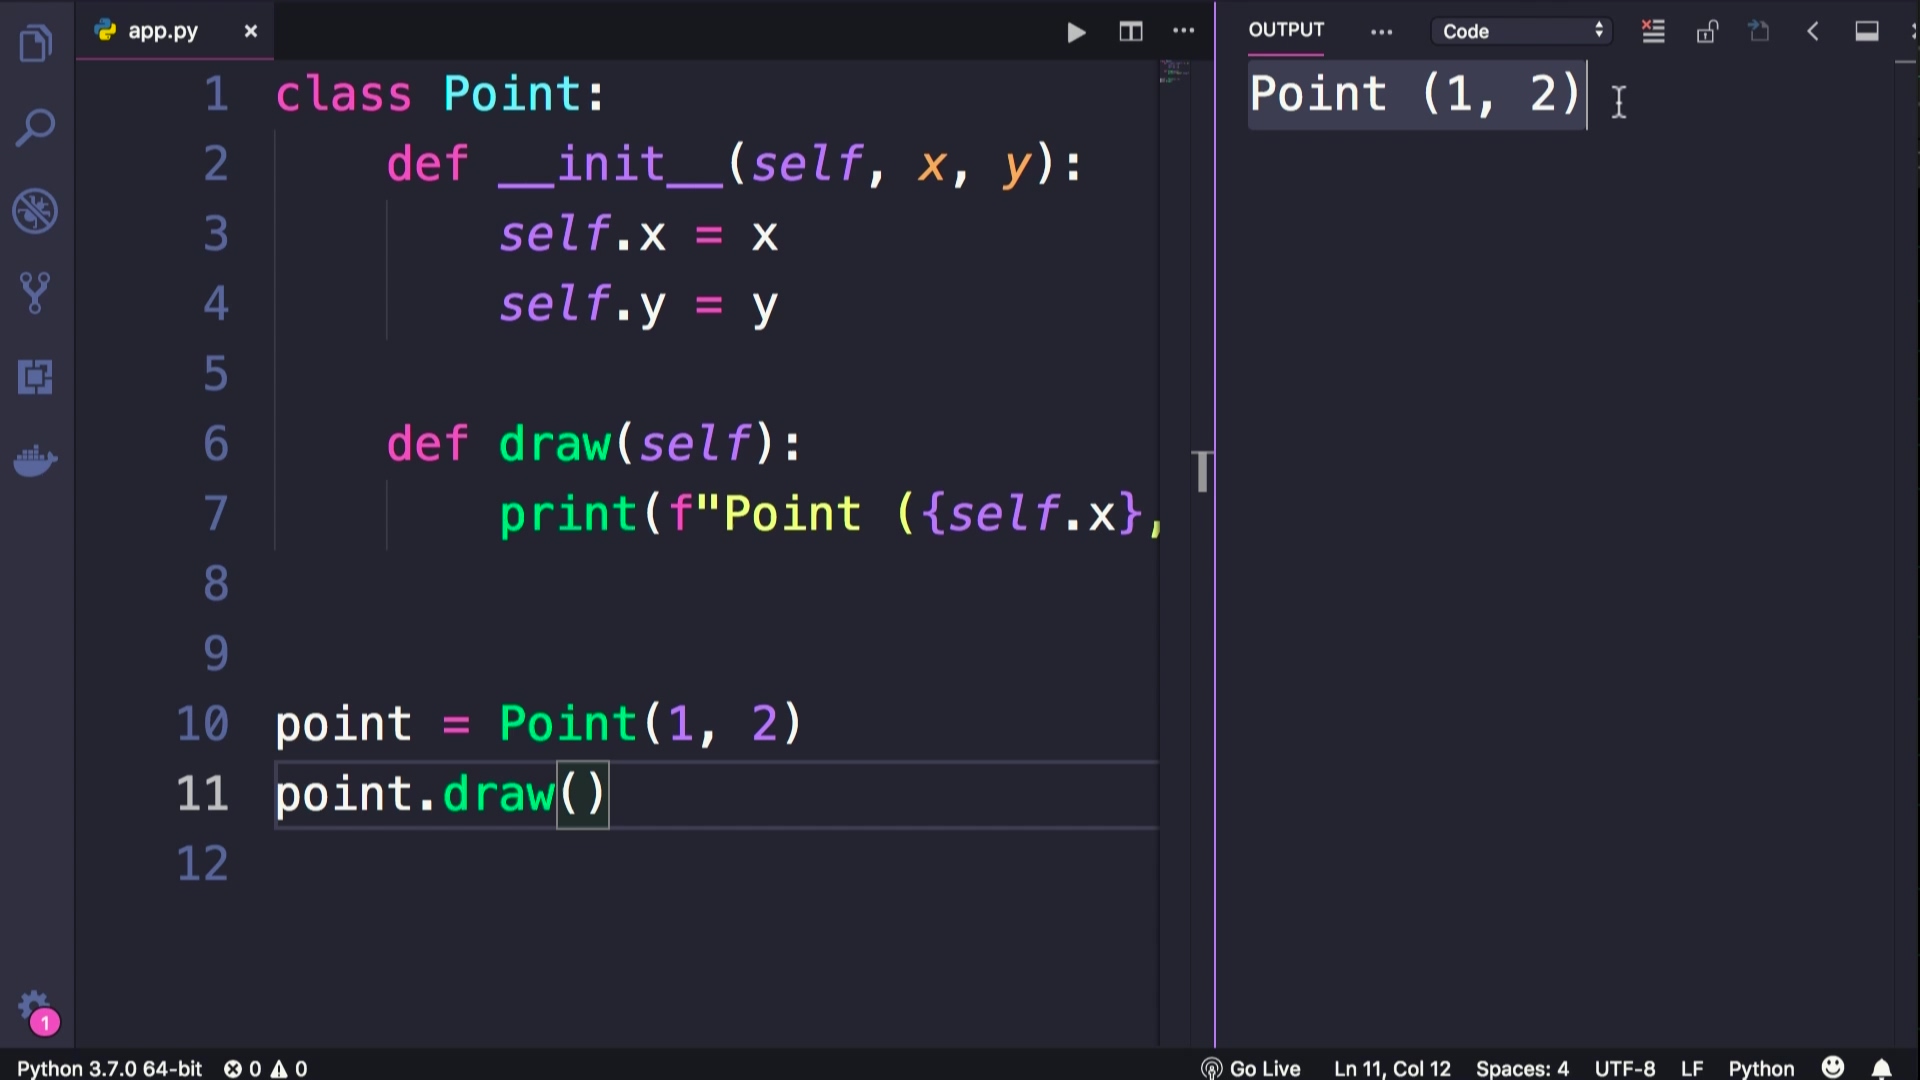 app.py
OUTPUT
Code
1 class Point:
2 def __init__(self, x, y):
3 self.x = x
4 self.y = y
5
6 def draw(self):
7 print(f"Point ({self.x},
8
9
10 point = Point(1, 2)
11 point.draw()
12
Point (1, 2)
1
Python 3.7.0 64-bit 0 0 Go Live Ln 11, Col 12 Spaces: 4 UTF-8 LF Python